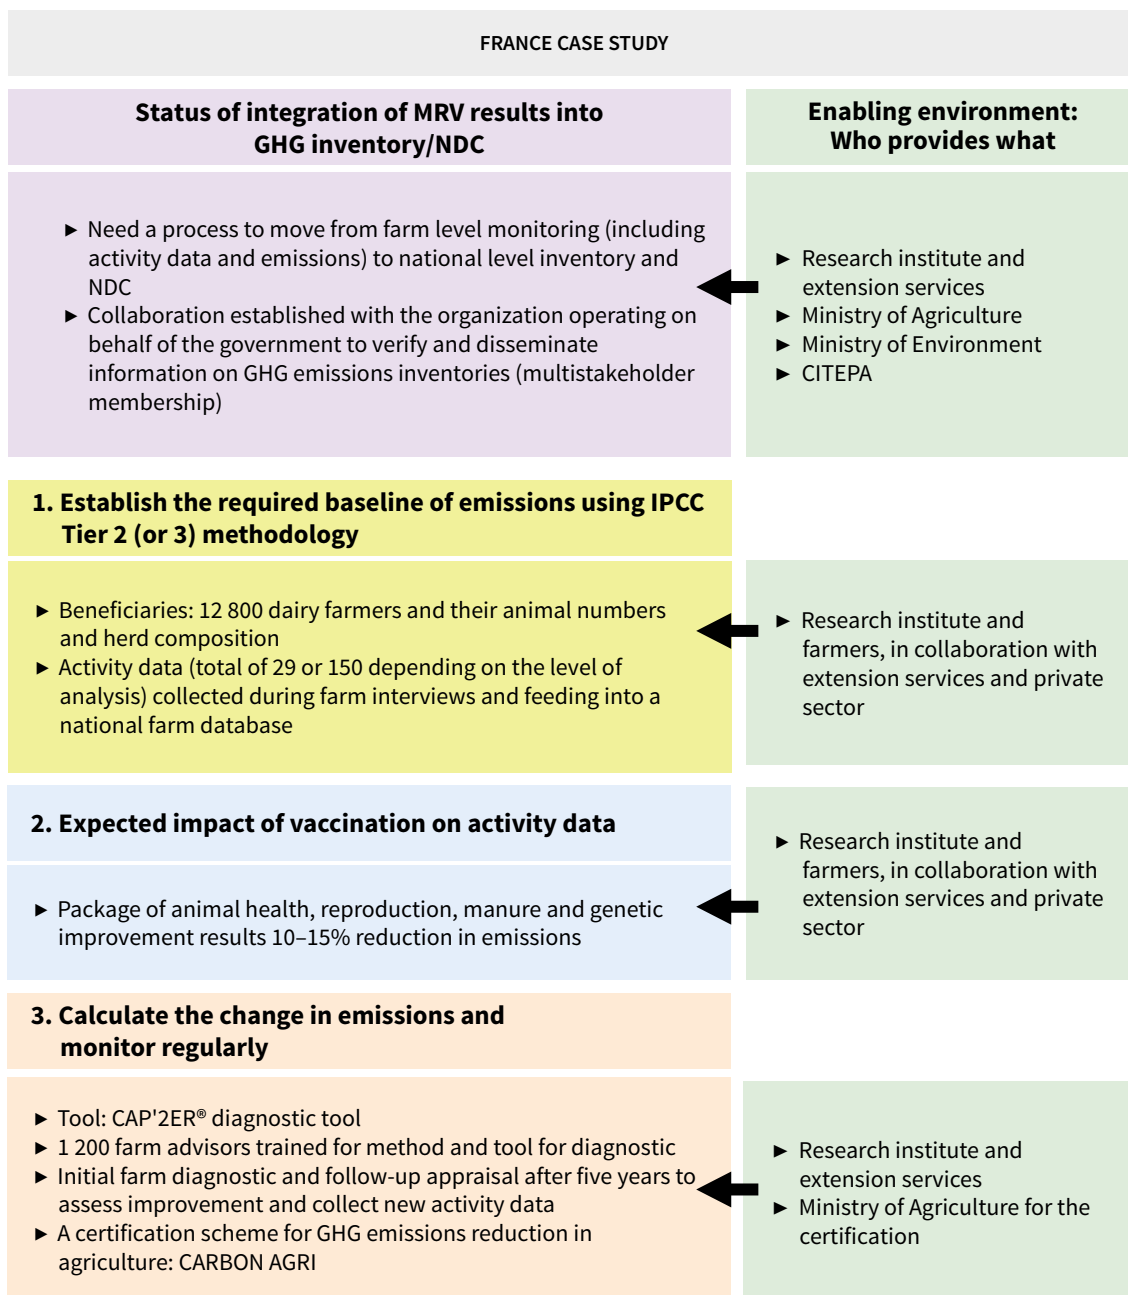 FRANCE CASE STUDY
Status of integration of MRV results into
GHG inventory/NDC
Enabling environment:
Who provides what
► Need a process to move from farm level monitoring (including
activity data and emissions) to national level inventory and
NDC
► Collaboration established with the organization operating on
behalf of the government to verify and disseminate
information on GHG emissions inventories (multistakeholder
membership)
► Research institute and
extension services
► Ministry of Agriculture
► Ministry of Environment
► CITEPA
1. Establish the required baseline of emissions using IPCC
Tier 2 (or 3) methodology
► Beneficiaries: 12 800 dairy farmers and their animal numbers
and herd composition
► Activity data (total of 29 or 150 depending on the level of
analysis) collected during farm interviews and feeding into a
national farm database
► Research institute and
farmers, in collaboration with
extension services and private
sector
2. Expected impact of vaccination on activity data
► Package of animal health, reproduction, manure and genetic
improvement results 10–15% reduction in emissions
► Research institute and
farmers, in collaboration with
extension services and private
sector
3. Calculate the change in emissions and
monitor regularly
► Tool: CAP'2ER® diagnostic tool
► 1 200 farm advisors trained for method and tool for diagnostic
► Initial farm diagnostic and follow-up appraisal after five years to
assess improvement and collect new activity data
► A certification scheme for GHG emissions reduction in
agriculture: CARBON AGRI
► Research institute and
extension services
► Ministry of Agriculture for the
certification